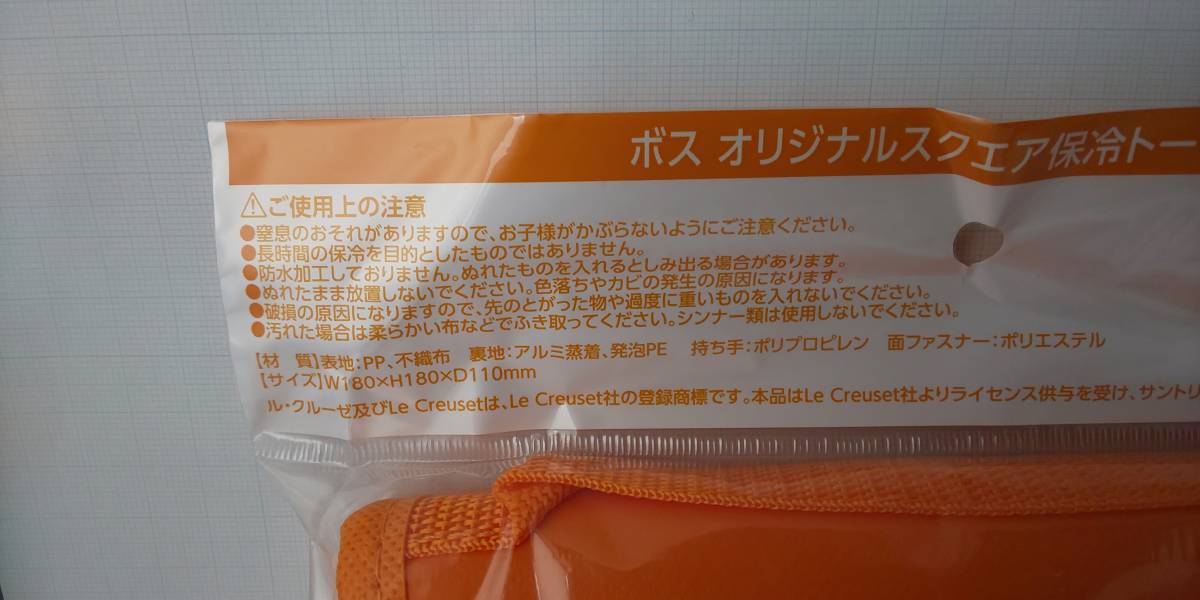 ボス オリジナルスクエア保冷トー
⚠ご使用上の注意
●窒息のおそれがありますので、お子様がかぶらないようにご注意ください。
●長時間の保冷を目的としたものではありません。
●防水加工しておりません。ぬれたものを入れるとしみ出る場合があります。
●ぬれたまま放置しないでください。色落ちやカビの発生の原因になります。
●破損の原因になりますので、先のとがった物や過度に重いものを入れないでください。
●汚れた場合は柔らかい布などでふき取ってください。シンナー類は使用しないでください。
【材 質】表地:PP、不織布 裏地:アルミ蒸着、発泡PE 持ち手:ポリプロピレン 面ファスナー:ポリエステル
【サイズ】W180×H180×D110mm
ル・クルーゼ及びLe Creusetは、Le Creuset社の登録商標です。本品はLe Creuset社よりライセンス供与を受け、サントリ